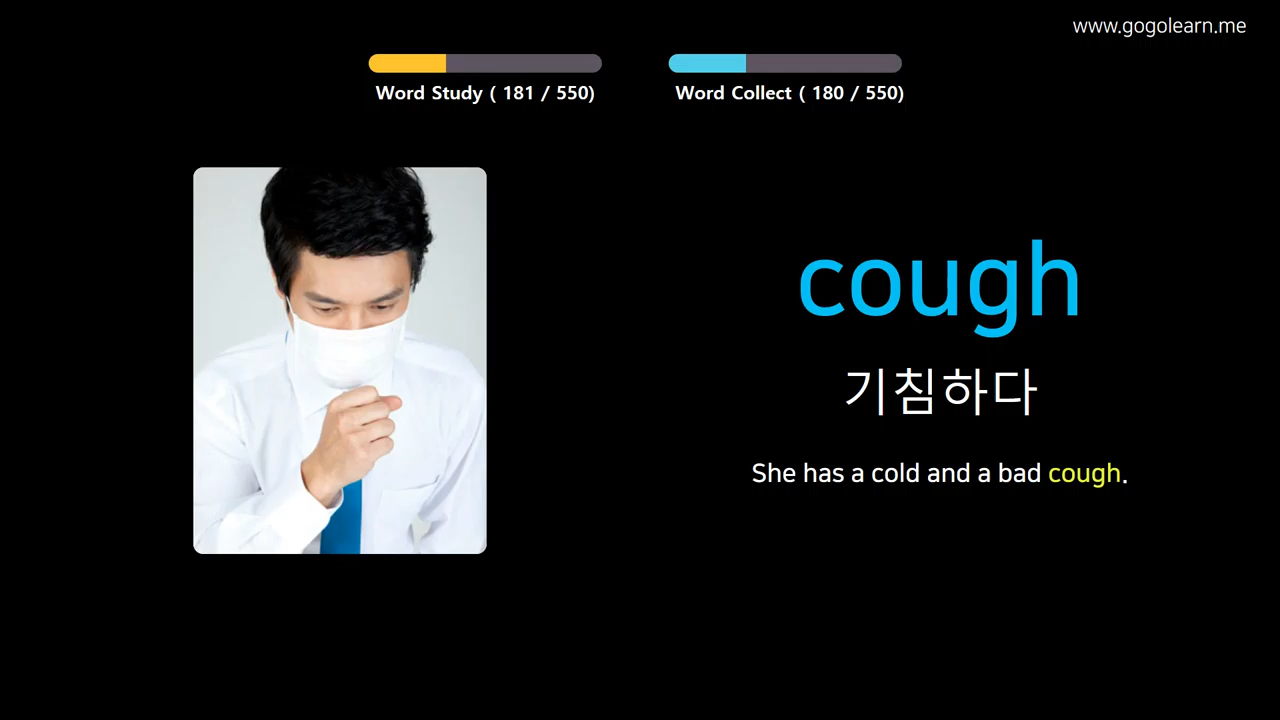 www.gogolearn.me
Word Study ( 181 / 550)
Word Collect ( 180 / 550)
cough
기침하다
She has a cold and a bad cough.